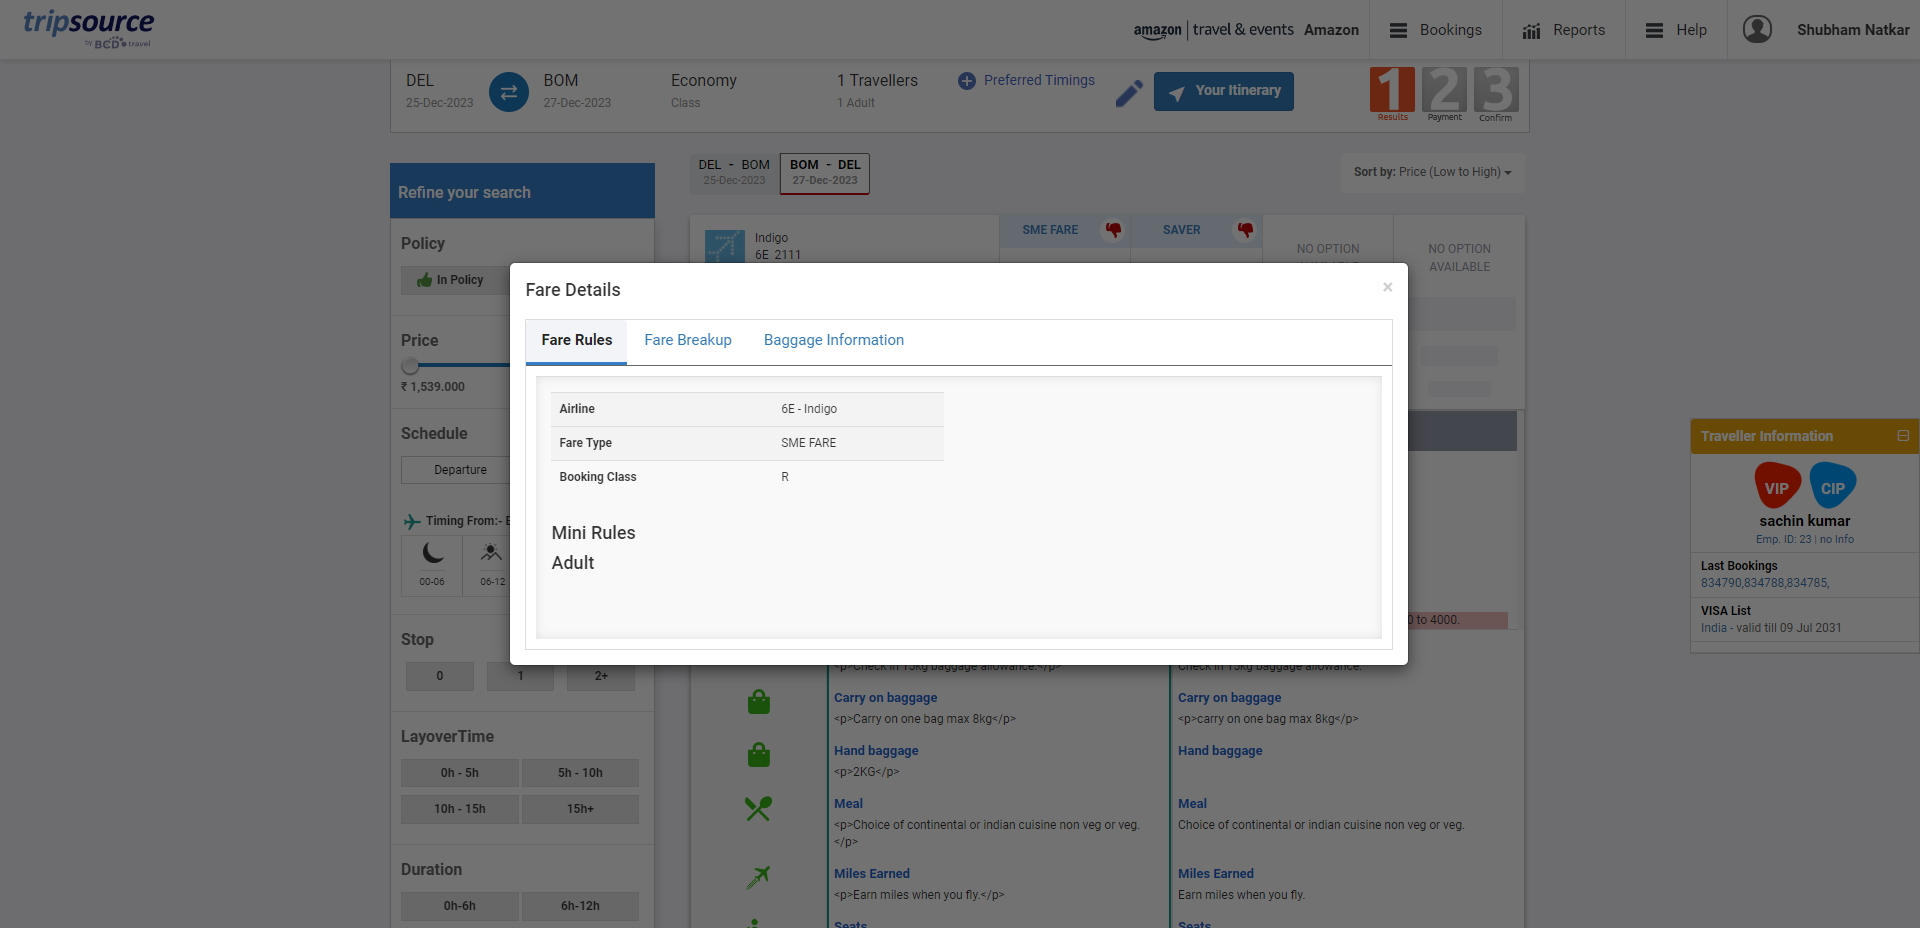 tripsource
by BCD travel
amazon | travel & events Amazon
Bookings
Reports
Help
Shubham Natkar
DEL
25-Dec-2023
BOM
27-Dec-2023
Economy
Class
1 Travellers
1 Adult
Preferred Timings
Your Itinerary
1 2 3
Results Payment Confirm
DEL - BOM
25-Dec-2023
BOM - DEL
27-Dec-2023
Sort by: Price (Low to High)
Refine your search
Policy
In Policy
Price
₹ 1,539.000
Schedule
Departure
Timing From:-
00-06
06-12
Stop
0
1
2+
LayoverTime
0h - 5h
5h - 10h
10h - 15h
15h+
Duration
0h-6h
6h-12h
Indigo
6E 2111
SME FARE
SAVER
NO OPTION
NO OPTION
AVAILABLE
Fare Details
×
Fare Rules
Fare Breakup
Baggage Information
Airline 6E - Indigo
Fare Type SME FARE
Booking Class R
Mini Rules
Adult
to 4000.
<p>Check in 15kg baggage allowance.</p>
Check in 15kg baggage allowance.
Carry on baggage
<p>Carry on one bag max 8kg</p>
Carry on baggage
<p>carry on one bag max 8kg</p>
Hand baggage
<p>2KG</p>
Hand baggage
Meal
<p>Choice of continental or indian cuisine non veg or veg.
</p>
Meal
Choice of continental or indian cuisine non veg or veg.
Miles Earned
<p>Earn miles when you fly.</p>
Miles Earned
Earn miles when you fly.
Seats
Seats
Traveller Information
VIP
CIP
sachin kumar
Emp. ID: 23 | no Info
Last Bookings
834790,834788,834785,
VISA List
India - valid till 09 Jul 2031